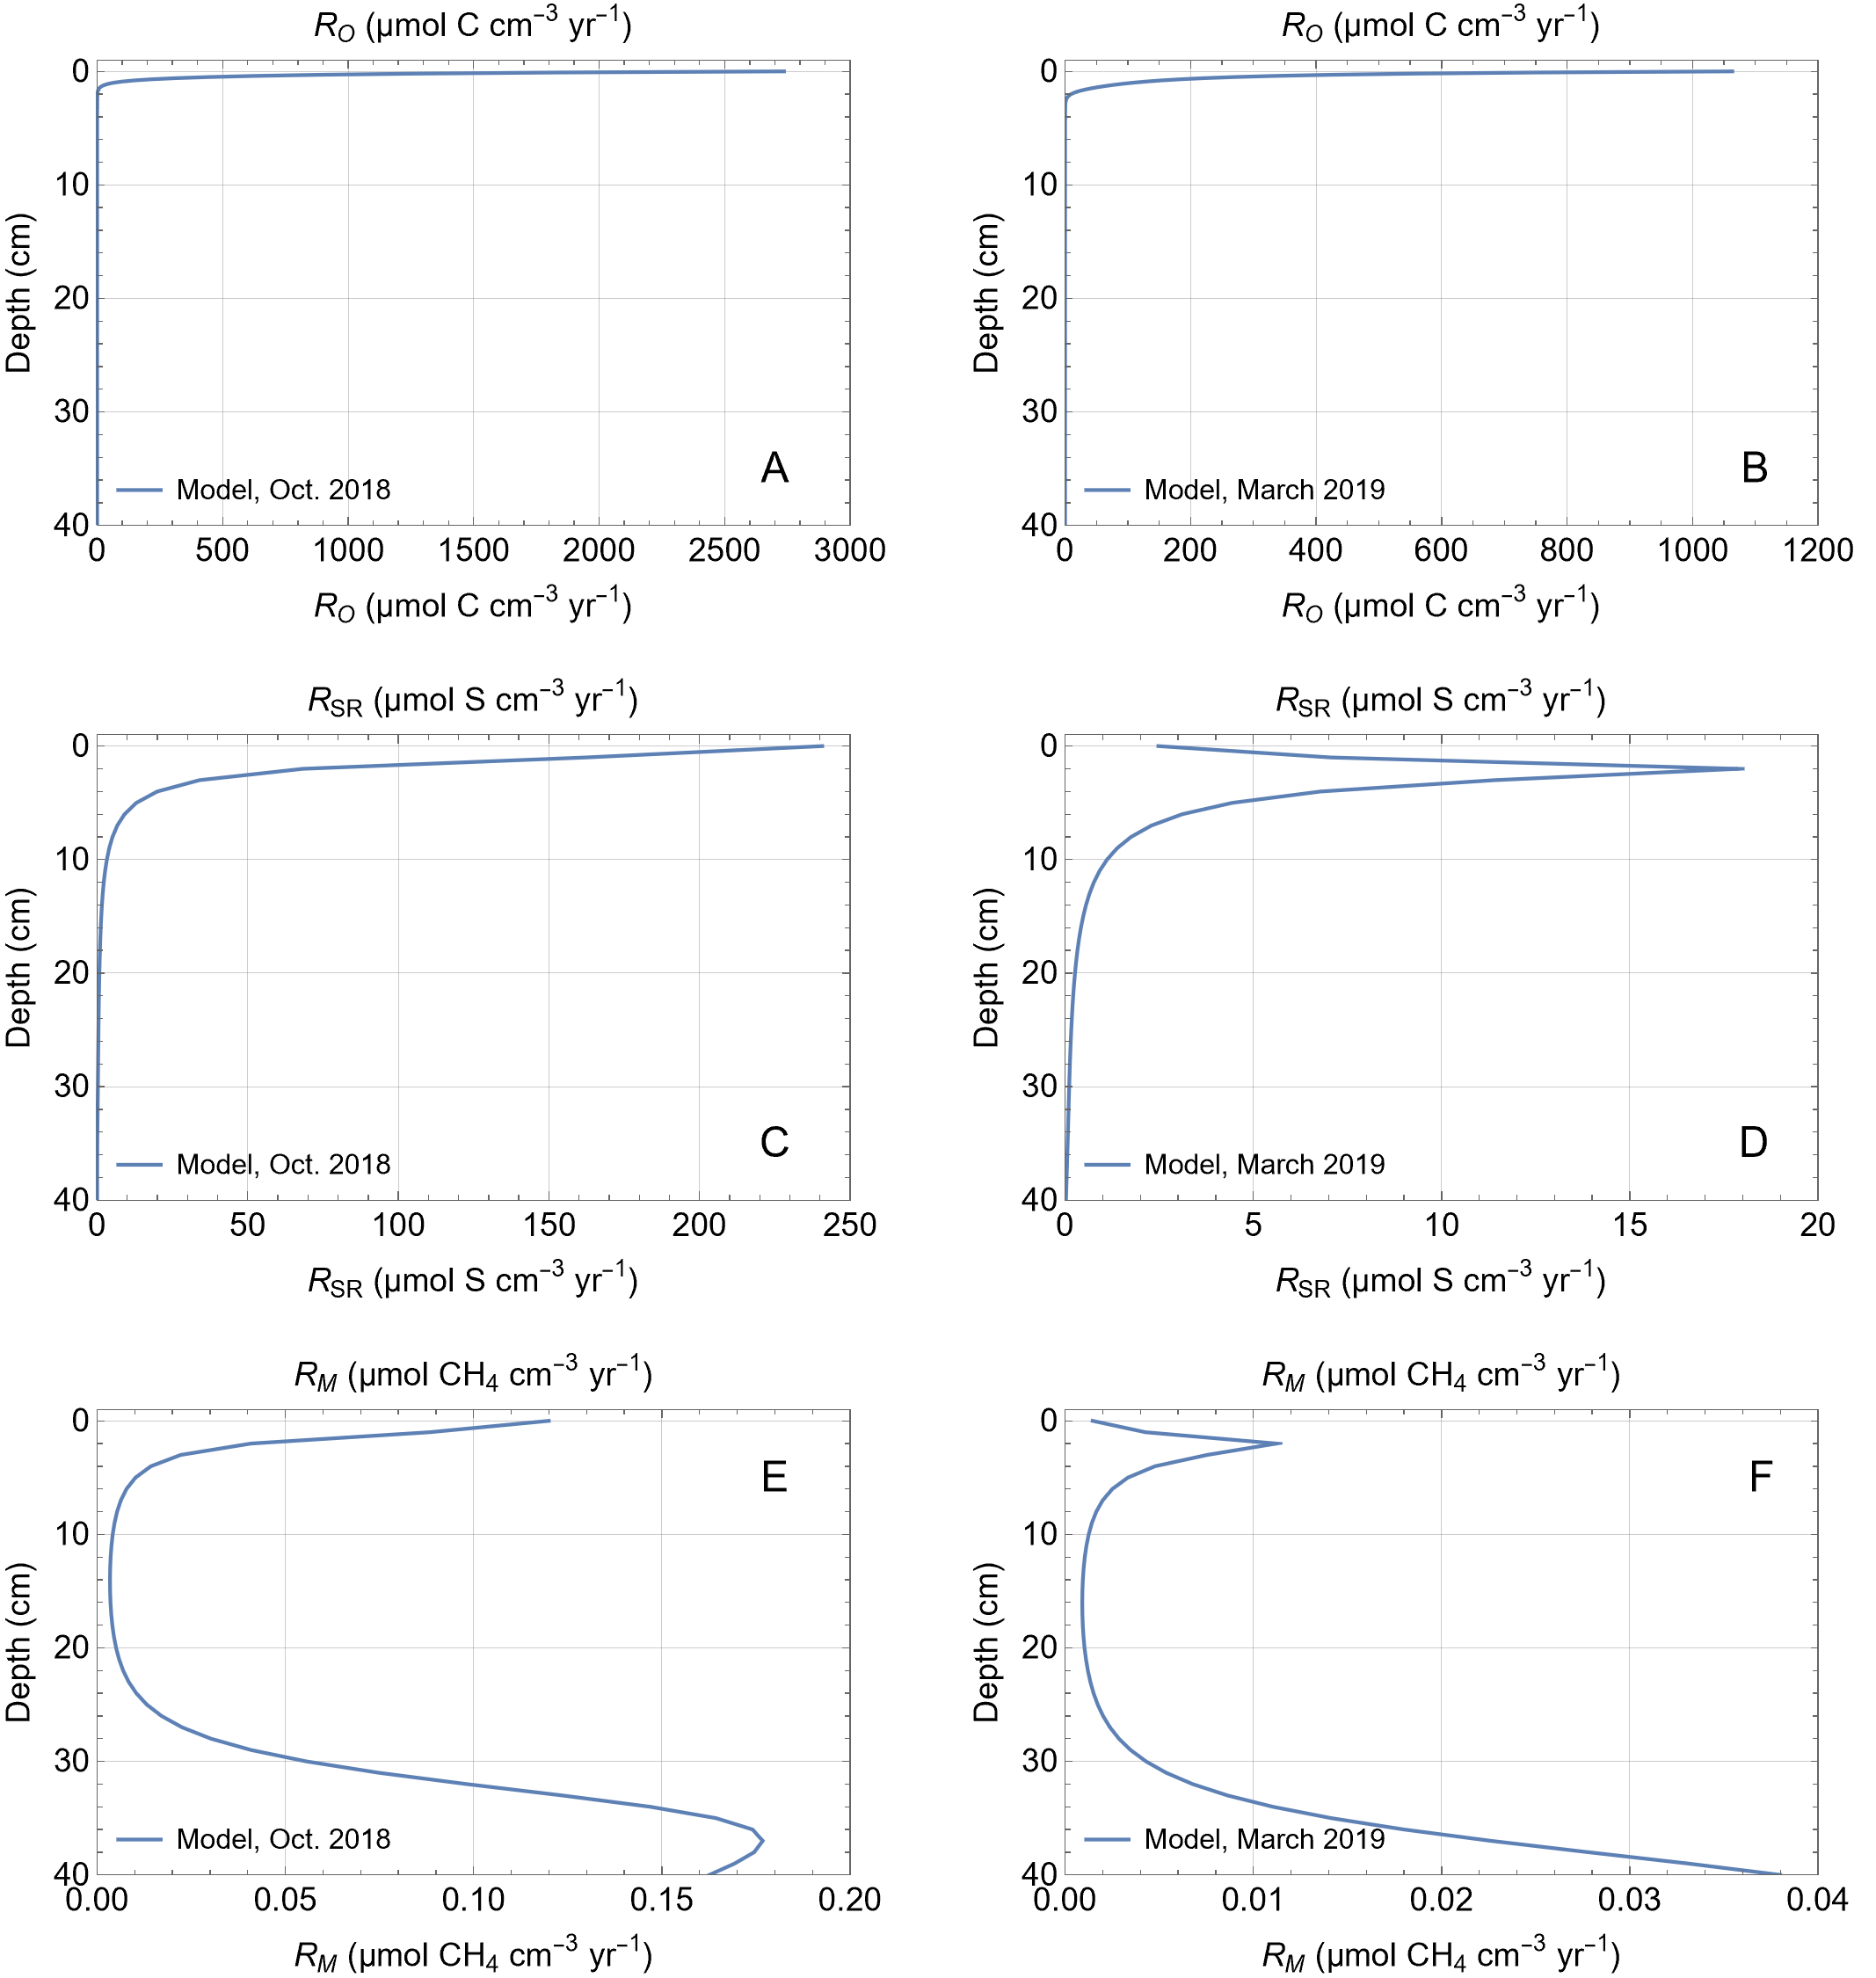 R_O (µmol C cm⁻³ yr⁻¹)
0
10
20
30
40
Depth (cm)
Model, Oct. 2018
A
0 500 1000 1500 2000 2500 3000
R_O (µmol C cm⁻³ yr⁻¹)
R_O (µmol C cm⁻³ yr⁻¹)
0
10
20
30
40
Depth (cm)
Model, March 2019
B
0 200 400 600 800 1000 1200
R_O (µmol C cm⁻³ yr⁻¹)
R_SR (µmol S cm⁻³ yr⁻¹)
0
10
20
30
40
Depth (cm)
Model, Oct. 2018
C
0 50 100 150 200 250
R_SR (µmol S cm⁻³ yr⁻¹)
R_SR (µmol S cm⁻³ yr⁻¹)
0
10
20
30
40
Depth (cm)
Model, March 2019
D
0 5 10 15 20
R_SR (µmol S cm⁻³ yr⁻¹)
R_M (µmol CH₄ cm⁻³ yr⁻¹)
0
10
20
30
40
Depth (cm)
E
Model, Oct. 2018
0.00 0.05 0.10 0.15 0.20
R_M (µmol CH₄ cm⁻³ yr⁻¹)
R_M (µmol CH₄ cm⁻³ yr⁻¹)
0
10
20
30
40
Depth (cm)
F
Model, March 2019
0.00 0.01 0.02 0.03 0.04
R_M (µmol CH₄ cm⁻³ yr⁻¹)